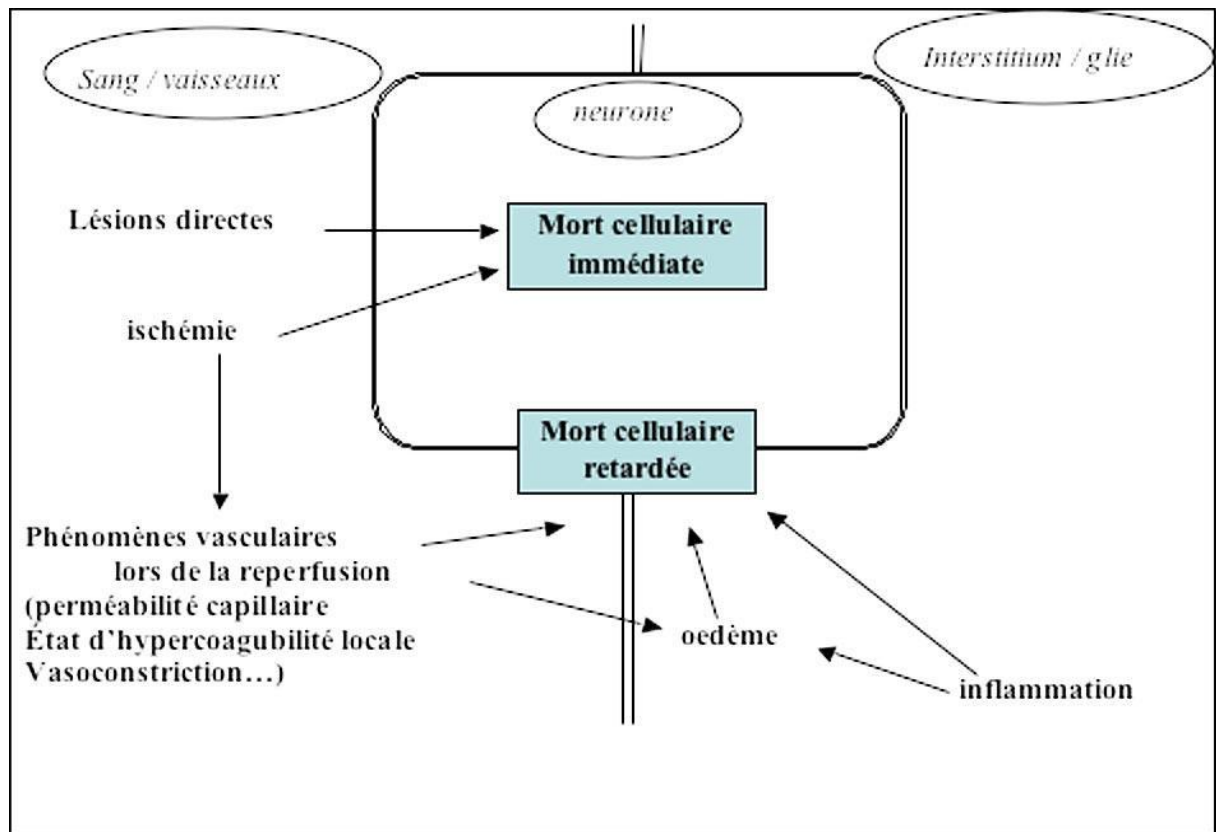 Sang / vaisseaux
Interstitium / glie
neurone
Lésions directes
Mort cellulaire
immédiate
ischémie
Mort cellulaire
retardée
Phénomènes vasculaires
lors de la reperfusion
(perméabilité capillaire
État d'hypercoagubilité locale
Vasoconstriction…)
oedème
inflammation